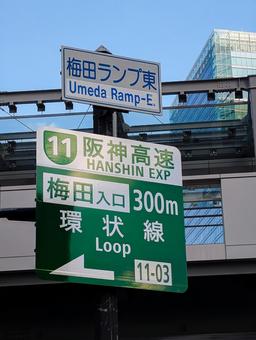 梅田ランプ東
Umeda Ramp-E.
11 阪神高速
HANSHIN EXP
梅田入口 300m
環状線
Loop
11-03